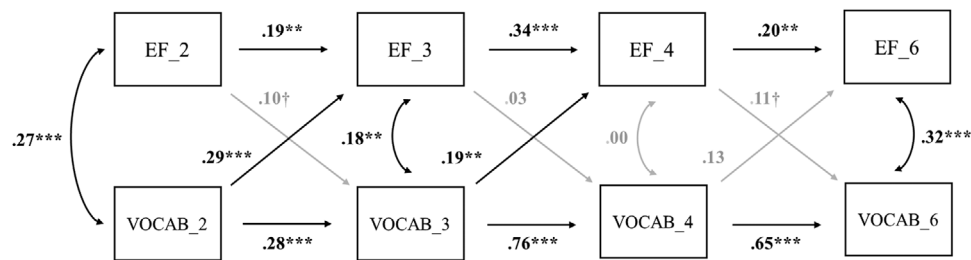 .19** .34*** .20**
EF_2 EF_3 EF_4 EF_6
.10† .03 .11†
.27*** .29*** .18** .19** .00 .13 .32***
VOCAB_2 VOCAB_3 VOCAB_4 VOCAB_6
.28*** .76*** .65***